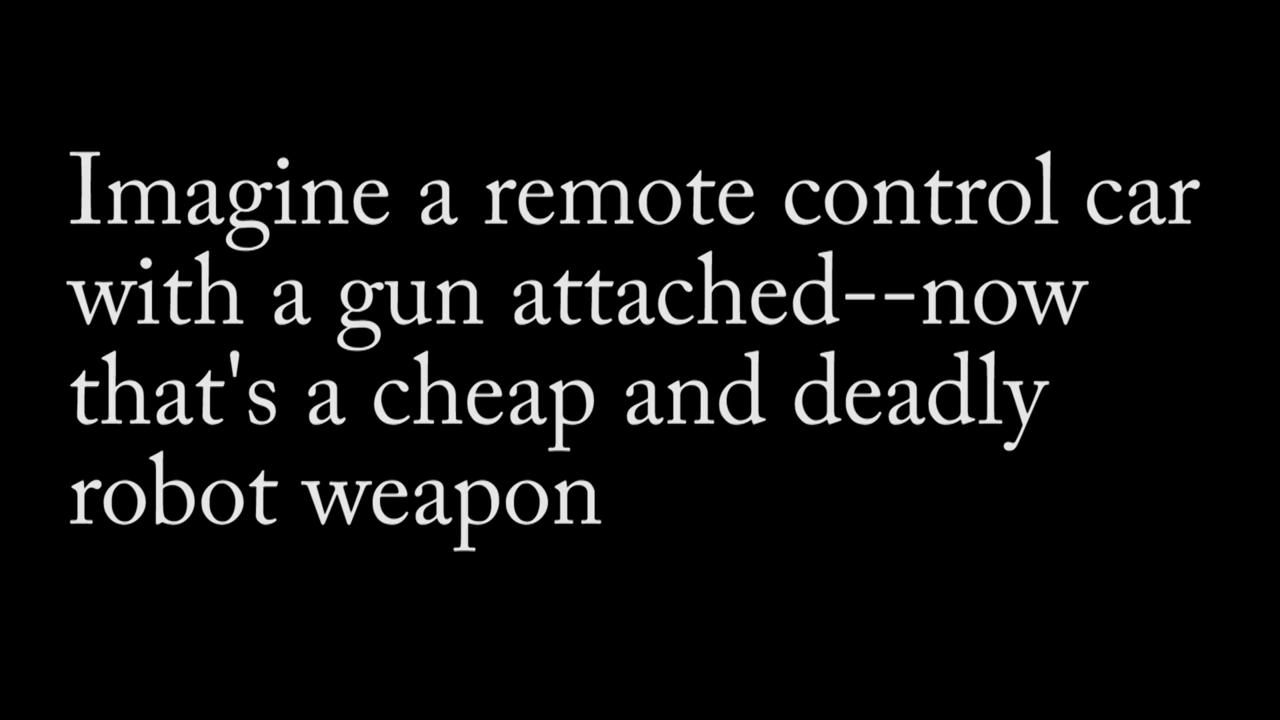 Imagine a remote control car
with a gun attached--now
that's a cheap and deadly
robot weapon